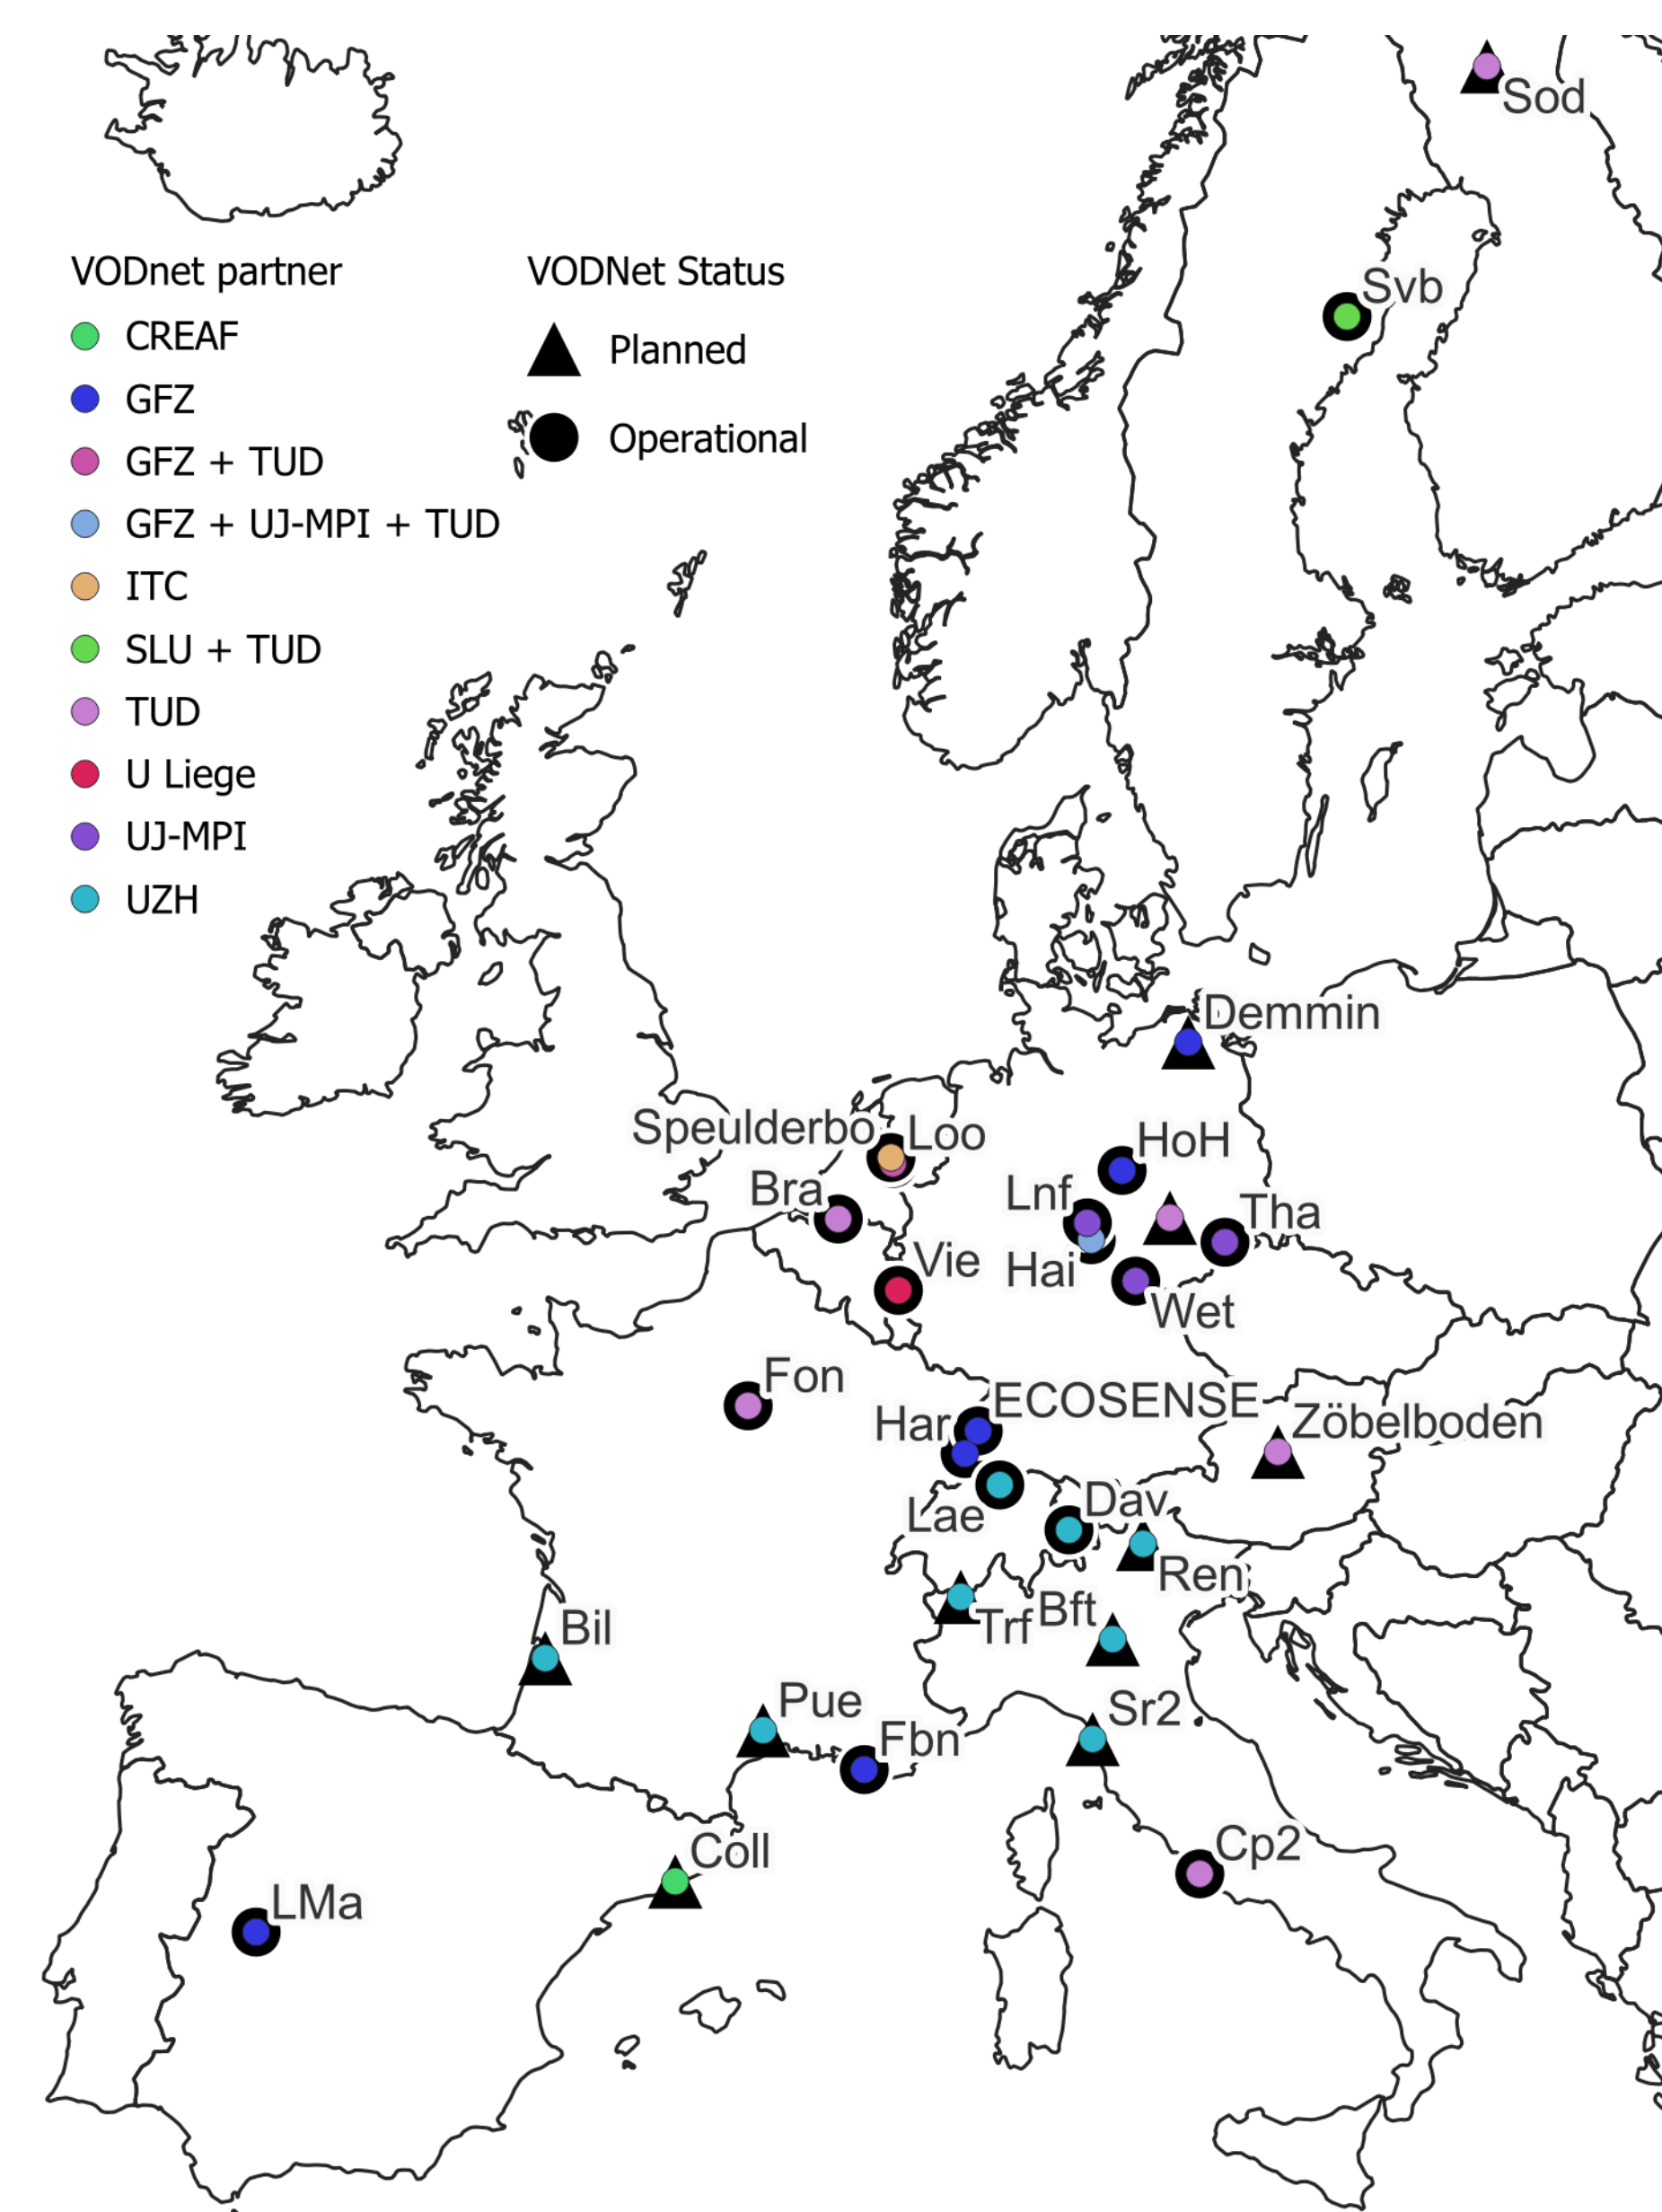 Sod
VODnet partner
CREAF
GFZ
GFZ + TUD
GFZ + UJ-MPI + TUD
ITC
SLU + TUD
TUD
U Liege
UJ-MPI
UZH
VODNet Status
Planned
Operational
Svb
Demmin
Speulderbo
Loo
HoH
Bra
Lnf
Tha
Vie
Hai
Wet
Fon
ECOSENSE
Har
Zöbelboden
Lae
Dav
Ren
Trf
Bft
Bil
Pue
Sr2
Fbn
Cp2
Coll
LMa